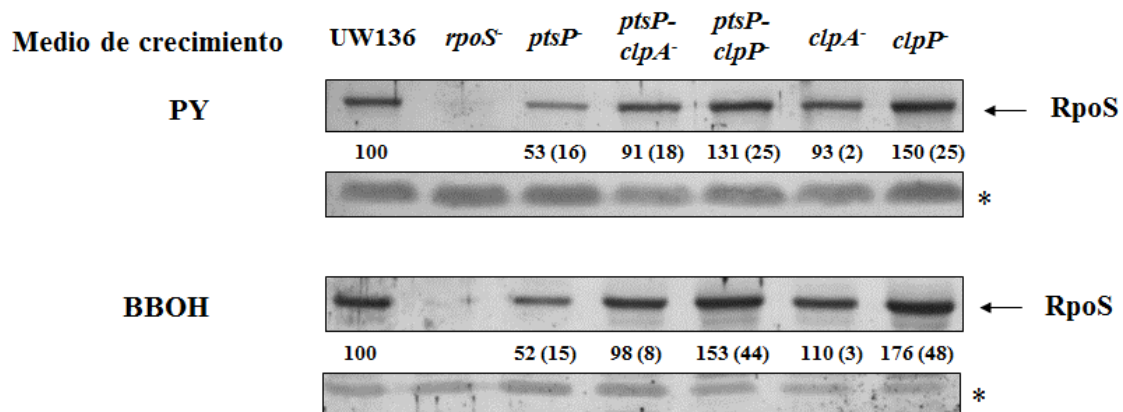 Medio de crecimiento UW136 rpoS- ptsP- ptsP-clpA- ptsP-clpP- clpA- clpP-
PY ← RpoS
100 53 (16) 91 (18) 131 (25) 93 (2) 150 (25)
*
BBOH ← RpoS
100 52 (15) 98 (8) 153 (44) 110 (3) 176 (48)
*